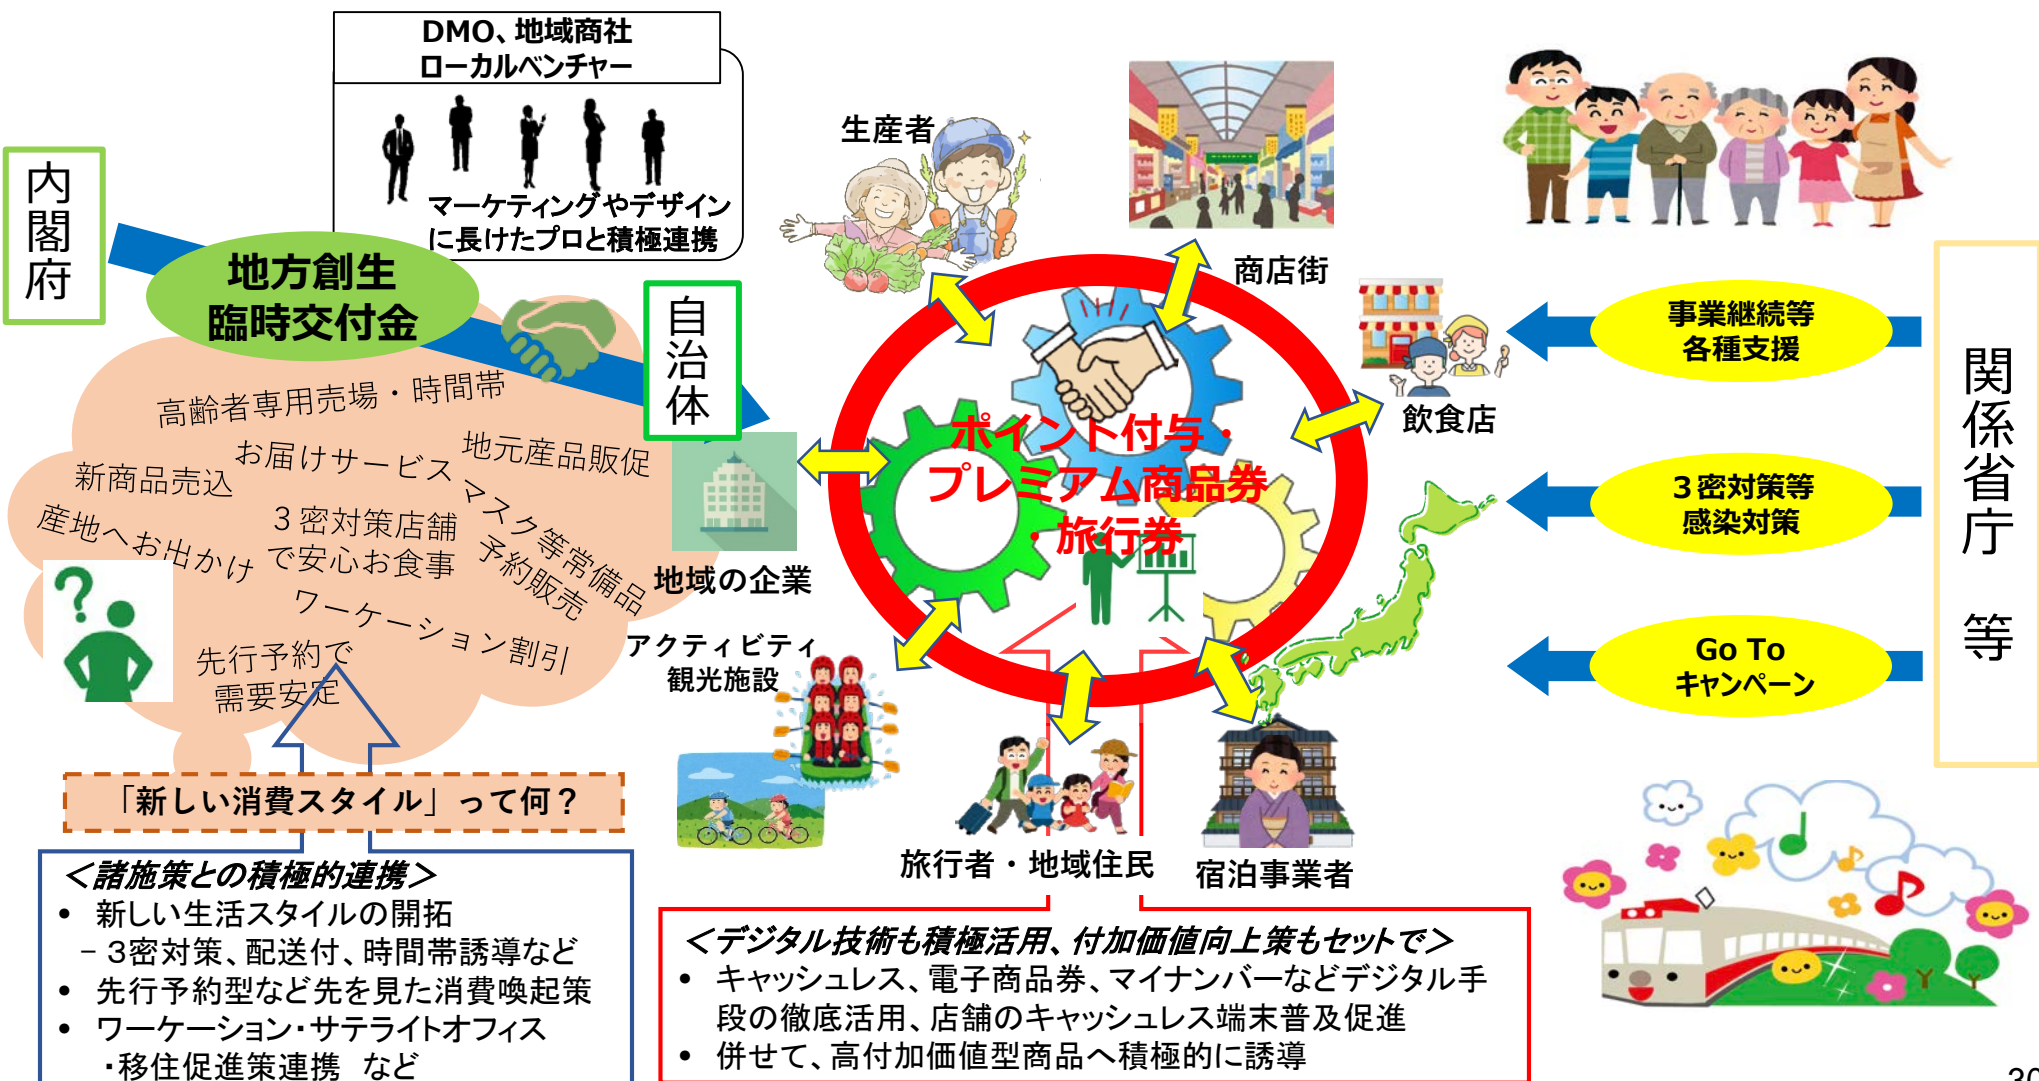 DMO、地域商社
ローカルベンチャー
マーケティングやデザイン
に長けたプロと積極連携
内閣府
地方創生
臨時交付金
自治体
高齢者専用売場・時間帯
お届けサービス
地元産品販促
新商品売込
産地へお出かけ
３密対策店舗
で安心お食事
マスク等常備品
予約販売
ワーケーション割引
先行予約で
需要安定
「新しい消費スタイル」って何？
＜諸施策との積極的連携＞
• 新しい生活スタイルの開拓
－３密対策、配送付、時間帯誘導など
• 先行予約型など先を見た消費喚起策
• ワーケーション・サテライトオフィス
・移住促進策連携　など
生産者
商店街
飲食店
地域の企業
アクティビティ
観光施設
旅行者・地域住民
宿泊事業者
ポイント付与・
プレミアム商品券
・旅行券
＜デジタル技術も積極活用、付加価値向上策もセットで＞
• キャッシュレス、電子商品券、マイナンバーなどデジタル手
段の徹底活用、店舗のキャッシュレス端末普及促進
• 併せて、高付加価値型商品へ積極的に誘導
事業継続等
各種支援
３密対策等
感染対策
Go To
キャンペーン
関係省庁　等